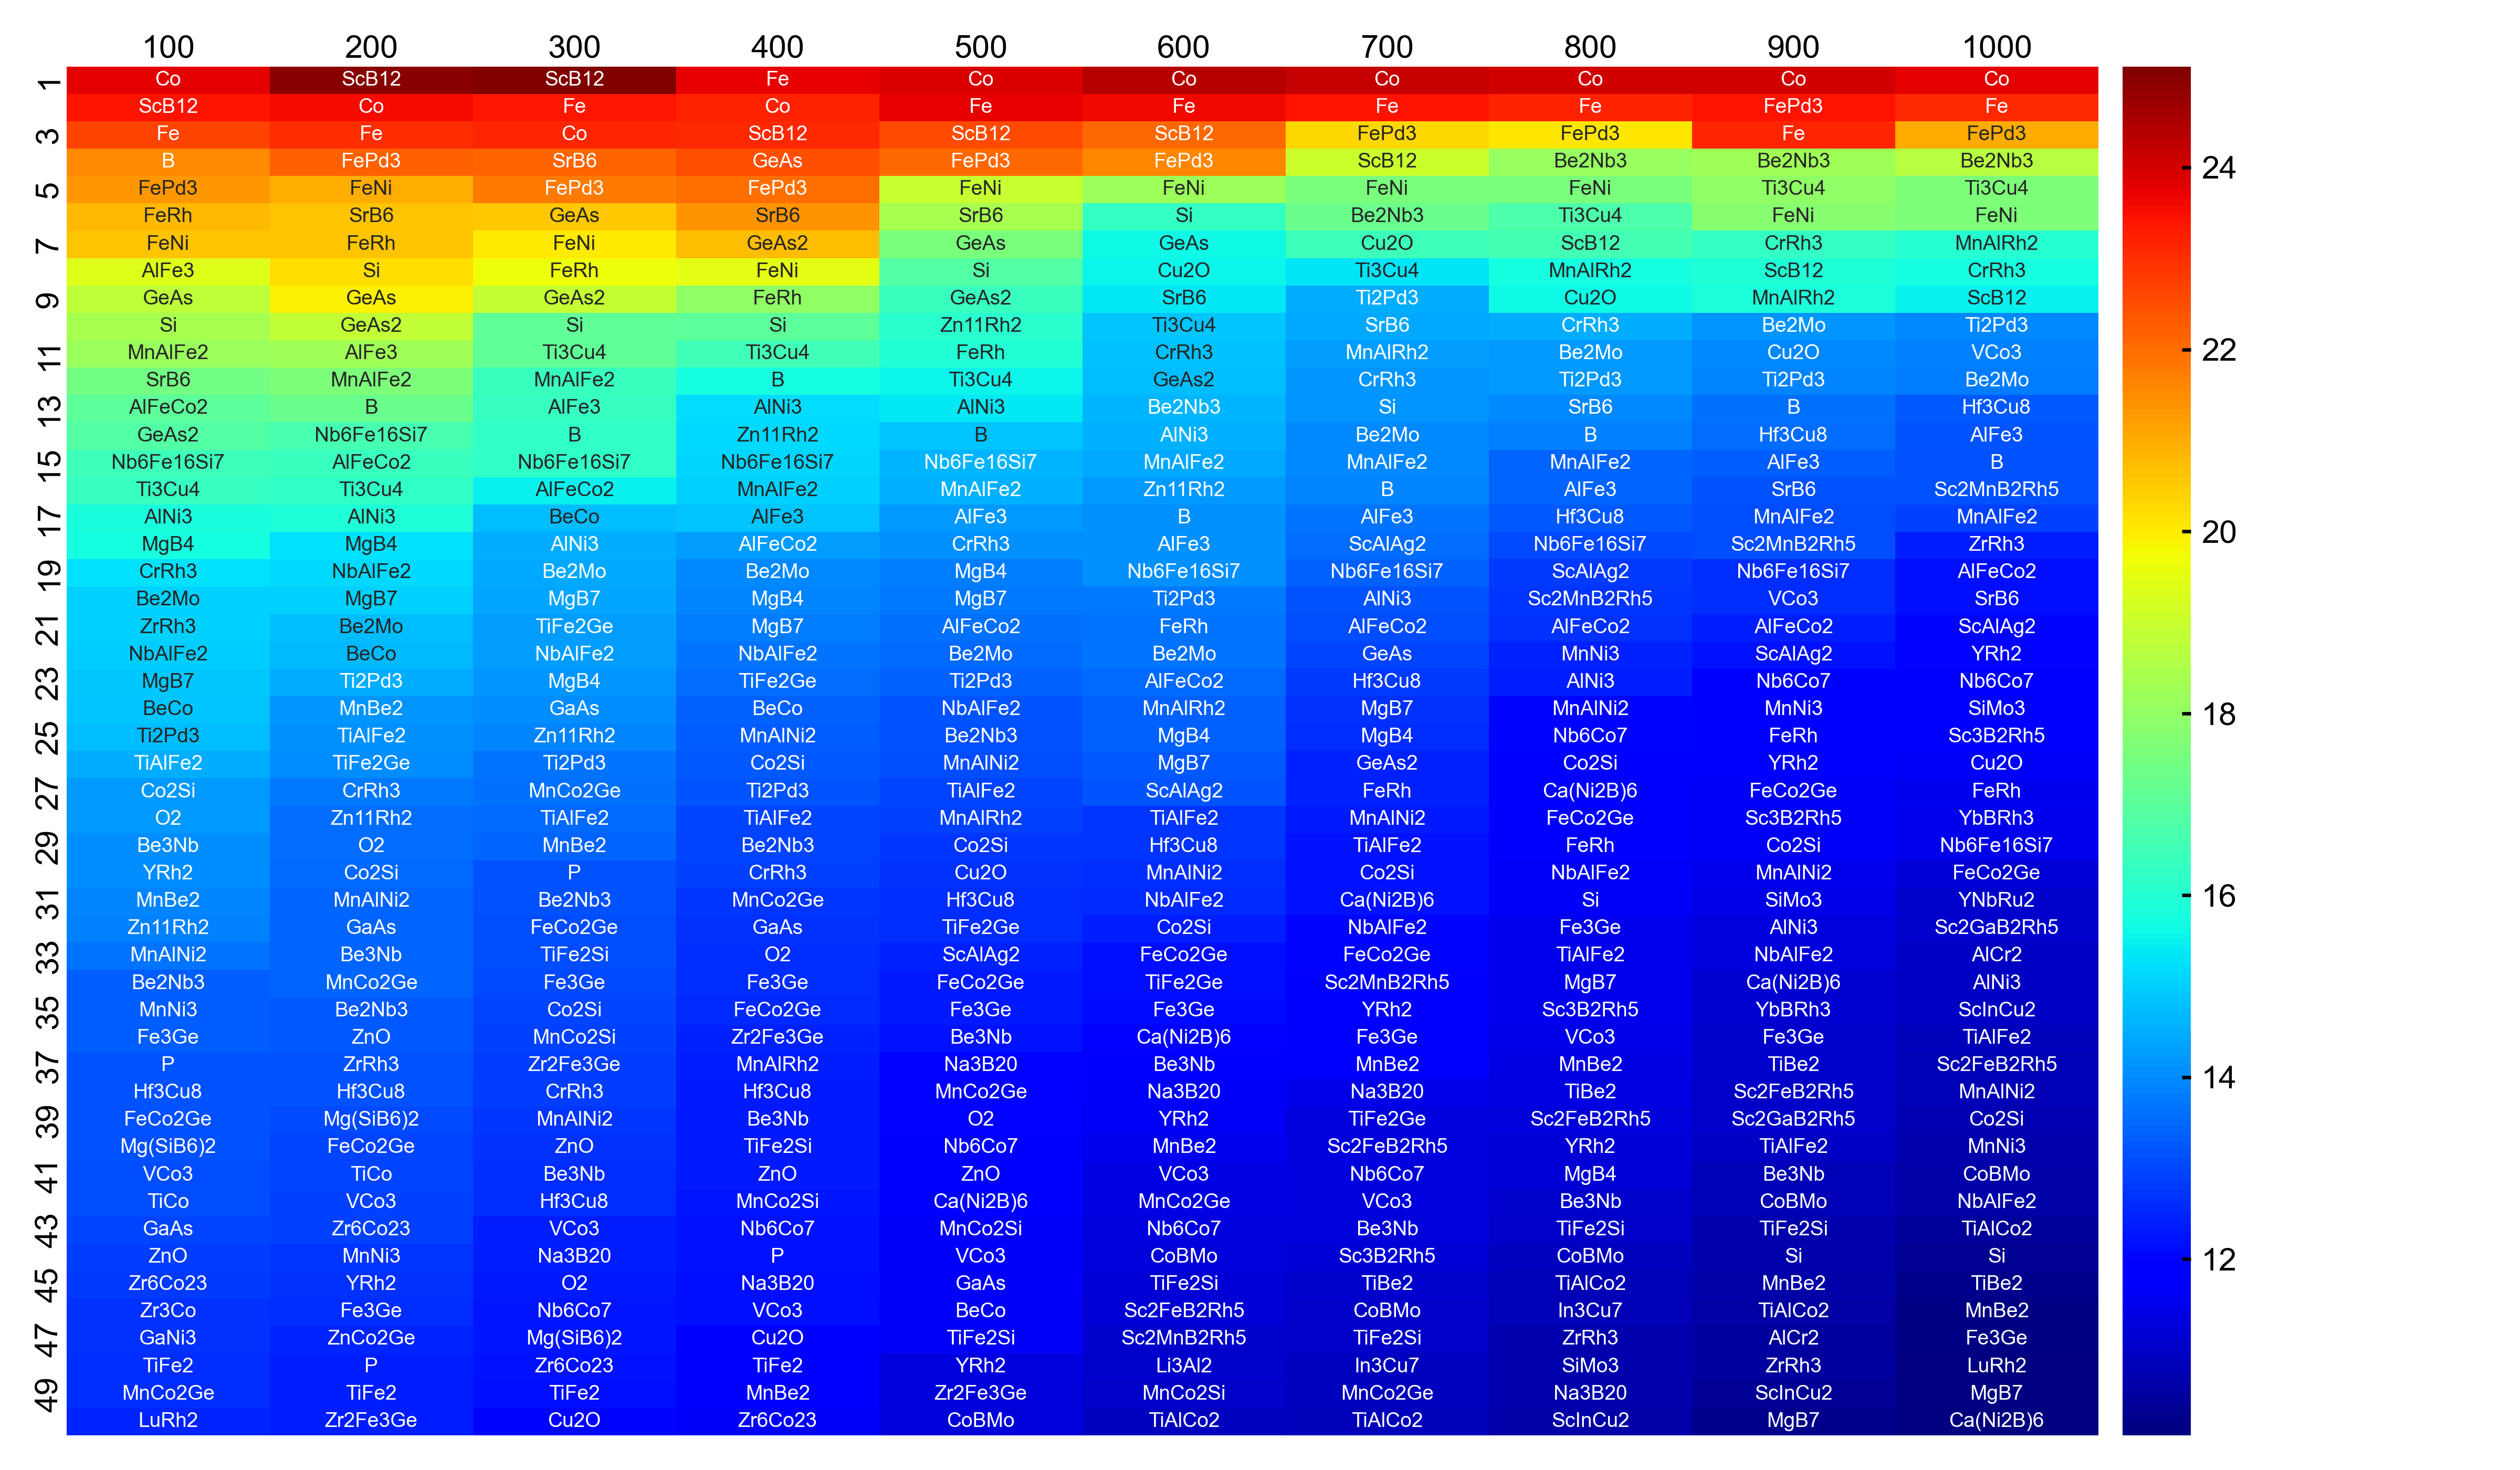 100 200 300 400 500 600 700 800 900 1000
1 Co ScB12 ScB12 Fe Co Co Co Co Co Co
ScB12 Co Fe Co Fe Fe Fe Fe FePd3 Fe
3 Fe Fe Co ScB12 ScB12 ScB12 FePd3 FePd3 Fe FePd3
B FePd3 SrB6 GeAs FePd3 FePd3 ScB12 Be2Nb3 Be2Nb3 Be2Nb3 24
5 FePd3 FeNi FePd3 FePd3 FeNi FeNi FeNi FeNi Ti3Cu4 Ti3Cu4
FeRh SrB6 GeAs SrB6 SrB6 Si Be2Nb3 Ti3Cu4 FeNi FeNi
7 FeNi FeRh FeNi GeAs2 GeAs GeAs Cu2O ScB12 CrRh3 MnAlRh2
AlFe3 Si FeRh FeNi Si Cu2O Ti3Cu4 MnAlRh2 ScB12 CrRh3
9 GeAs GeAs GeAs2 FeRh GeAs2 SrB6 Ti2Pd3 Cu2O MnAlRh2 ScB12
Si GeAs2 Si Si Zn11Rh2 Ti3Cu4 SrB6 CrRh3 Be2Mo Ti2Pd3
11 MnAlFe2 AlFe3 Ti3Cu4 Ti3Cu4 FeRh CrRh3 MnAlRh2 Be2Mo Cu2O VCo3 22
SrB6 MnAlFe2 MnAlFe2 B Ti3Cu4 GeAs2 CrRh3 Ti2Pd3 Ti2Pd3 Be2Mo
13 AlFeCo2 B AlFe3 AlNi3 AlNi3 Be2Nb3 Si SrB6 B Hf3Cu8
GeAs2 Nb6Fe16Si7 B Zn11Rh2 B AlNi3 Be2Mo B Hf3Cu8 AlFe3
15 Nb6Fe16Si7 AlFeCo2 Nb6Fe16Si7 Nb6Fe16Si7 Nb6Fe16Si7 MnAlFe2 MnAlFe2 MnAlFe2 AlFe3 B
Ti3Cu4 Ti3Cu4 AlFeCo2 MnAlFe2 MnAlFe2 Zn11Rh2 B AlFe3 SrB6 Sc2MnB2Rh5
17 AlNi3 AlNi3 BeCo AlFe3 AlFe3 B AlFe3 Hf3Cu8 MnAlFe2 MnAlFe2 20
MgB4 MgB4 AlNi3 AlFeCo2 CrRh3 AlFe3 ScAlAg2 Nb6Fe16Si7 Sc2MnB2Rh5 ZrRh3
19 CrRh3 NbAlFe2 Be2Mo Be2Mo MgB4 Nb6Fe16Si7 Nb6Fe16Si7 ScAlAg2 Nb6Fe16Si7 AlFeCo2
Be2Mo MgB7 MgB7 MgB4 MgB7 Ti2Pd3 AlNi3 Sc2MnB2Rh5 VCo3 SrB6
21 ZrRh3 Be2Mo TiFe2Ge MgB7 AlFeCo2 FeRh AlFeCo2 AlFeCo2 AlFeCo2 ScAlAg2
NbAlFe2 BeCo NbAlFe2 NbAlFe2 Be2Mo Be2Mo GeAs MnNi3 ScAlAg2 YRh2
23 MgB7 Ti2Pd3 MgB4 TiFe2Ge Ti2Pd3 AlFeCo2 Hf3Cu8 AlNi3 Nb6Co7 Nb6Co7
BeCo MnBe2 GaAs BeCo NbAlFe2 MnAlRh2 MgB7 MnAlNi2 MnNi3 SiMo3 18
25 Ti2Pd3 TiAlFe2 Zn11Rh2 MnAlNi2 Be2Nb3 MgB4 MgB4 Nb6Co7 FeRh Sc3B2Rh5
TiAlFe2 TiFe2Ge Ti2Pd3 Co2Si MnAlNi2 MgB7 GeAs2 Co2Si YRh2 Cu2O
27 Co2Si CrRh3 MnCo2Ge Ti2Pd3 TiAlFe2 ScAlAg2 FeRh Ca(Ni2B)6 FeCo2Ge FeRh
O2 Zn11Rh2 TiAlFe2 TiAlFe2 MnAlRh2 TiAlFe2 MnAlNi2 FeCo2Ge Sc3B2Rh5 YbBRh3
29 Be3Nb O2 MnBe2 Be2Nb3 Co2Si Hf3Cu8 TiAlFe2 FeRh Co2Si Nb6Fe16Si7
YRh2 Co2Si P CrRh3 Cu2O MnAlNi2 Co2Si NbAlFe2 MnAlNi2 FeCo2Ge
31 MnBe2 MnAlNi2 Be2Nb3 MnCo2Ge Hf3Cu8 NbAlFe2 Ca(Ni2B)6 Si SiMo3 YNbRu2 16
Zn11Rh2 GaAs FeCo2Ge GaAs TiFe2Ge Co2Si NbAlFe2 Fe3Ge AlNi3 Sc2GaB2Rh5
33 MnAlNi2 Be3Nb TiFe2Si O2 ScAlAg2 FeCo2Ge FeCo2Ge TiAlFe2 NbAlFe2 AlCr2
Be2Nb3 MnCo2Ge Fe3Ge Fe3Ge FeCo2Ge TiFe2Ge Sc2MnB2Rh5 MgB7 Ca(Ni2B)6 AlNi3
35 MnNi3 Be2Nb3 Co2Si FeCo2Ge Fe3Ge Fe3Ge YRh2 Sc3B2Rh5 YbBRh3 ScInCu2
Fe3Ge ZnO MnCo2Si Zr2Fe3Ge Be3Nb Ca(Ni2B)6 Fe3Ge VCo3 Fe3Ge TiAlFe2
37 P ZrRh3 Zr2Fe3Ge MnAlRh2 Na3B20 Be3Nb MnBe2 MnBe2 TiBe2 Sc2FeB2Rh5 14
Hf3Cu8 Hf3Cu8 CrRh3 Hf3Cu8 MnCo2Ge Na3B20 Na3B20 TiBe2 Sc2FeB2Rh5 MnAlNi2
39 FeCo2Ge Mg(SiB6)2 MnAlNi2 Be3Nb O2 YRh2 TiFe2Ge Sc2FeB2Rh5 Sc2GaB2Rh5 Co2Si
Mg(SiB6)2 FeCo2Ge ZnO TiFe2Si Nb6Co7 MnBe2 Sc2FeB2Rh5 YRh2 TiAlFe2 MnNi3
41 VCo3 TiCo Be3Nb ZnO ZnO VCo3 Nb6Co7 MgB4 Be3Nb CoBMo
TiCo VCo3 Hf3Cu8 MnCo2Si Ca(Ni2B)6 MnCo2Ge VCo3 Be3Nb CoBMo NbAlFe2
43 GaAs Zr6Co23 VCo3 Nb6Co7 MnCo2Si Nb6Co7 Be3Nb TiFe2Si TiFe2Si TiAlCo2
ZnO MnNi3 Na3B20 P VCo3 CoBMo Sc3B2Rh5 CoBMo Si Si 12
45 Zr6Co23 YRh2 O2 Na3B20 GaAs TiFe2Si TiBe2 TiAlCo2 MnBe2 TiBe2
Zr3Co Fe3Ge Nb6Co7 VCo3 BeCo Sc2FeB2Rh5 CoBMo In3Cu7 TiAlCo2 MnBe2
47 GaNi3 ZnCo2Ge Mg(SiB6)2 Cu2O TiFe2Si Sc2MnB2Rh5 TiFe2Si ZrRh3 AlCr2 Fe3Ge
TiFe2 P Zr6Co23 TiFe2 YRh2 Li3Al2 In3Cu7 SiMo3 ZrRh3 LuRh2
49 MnCo2Ge TiFe2 TiFe2 MnBe2 Zr2Fe3Ge MnCo2Si MnCo2Ge Na3B20 ScInCu2 MgB7
LuRh2 Zr2Fe3Ge Cu2O Zr6Co23 CoBMo TiAlCo2 TiAlCo2 ScInCu2 MgB7 Ca(Ni2B)6